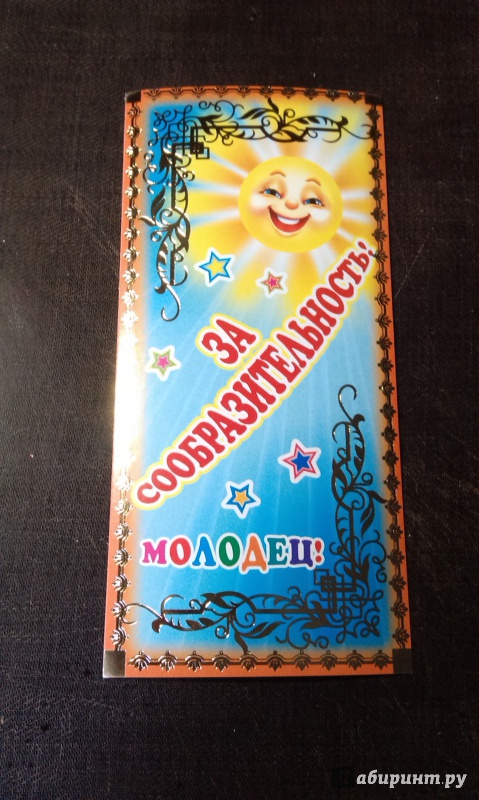 ЗА
СООБРАЗИТЕЛЬНОСТЬ!
МОЛОДЕЦ!
абиринт.ру